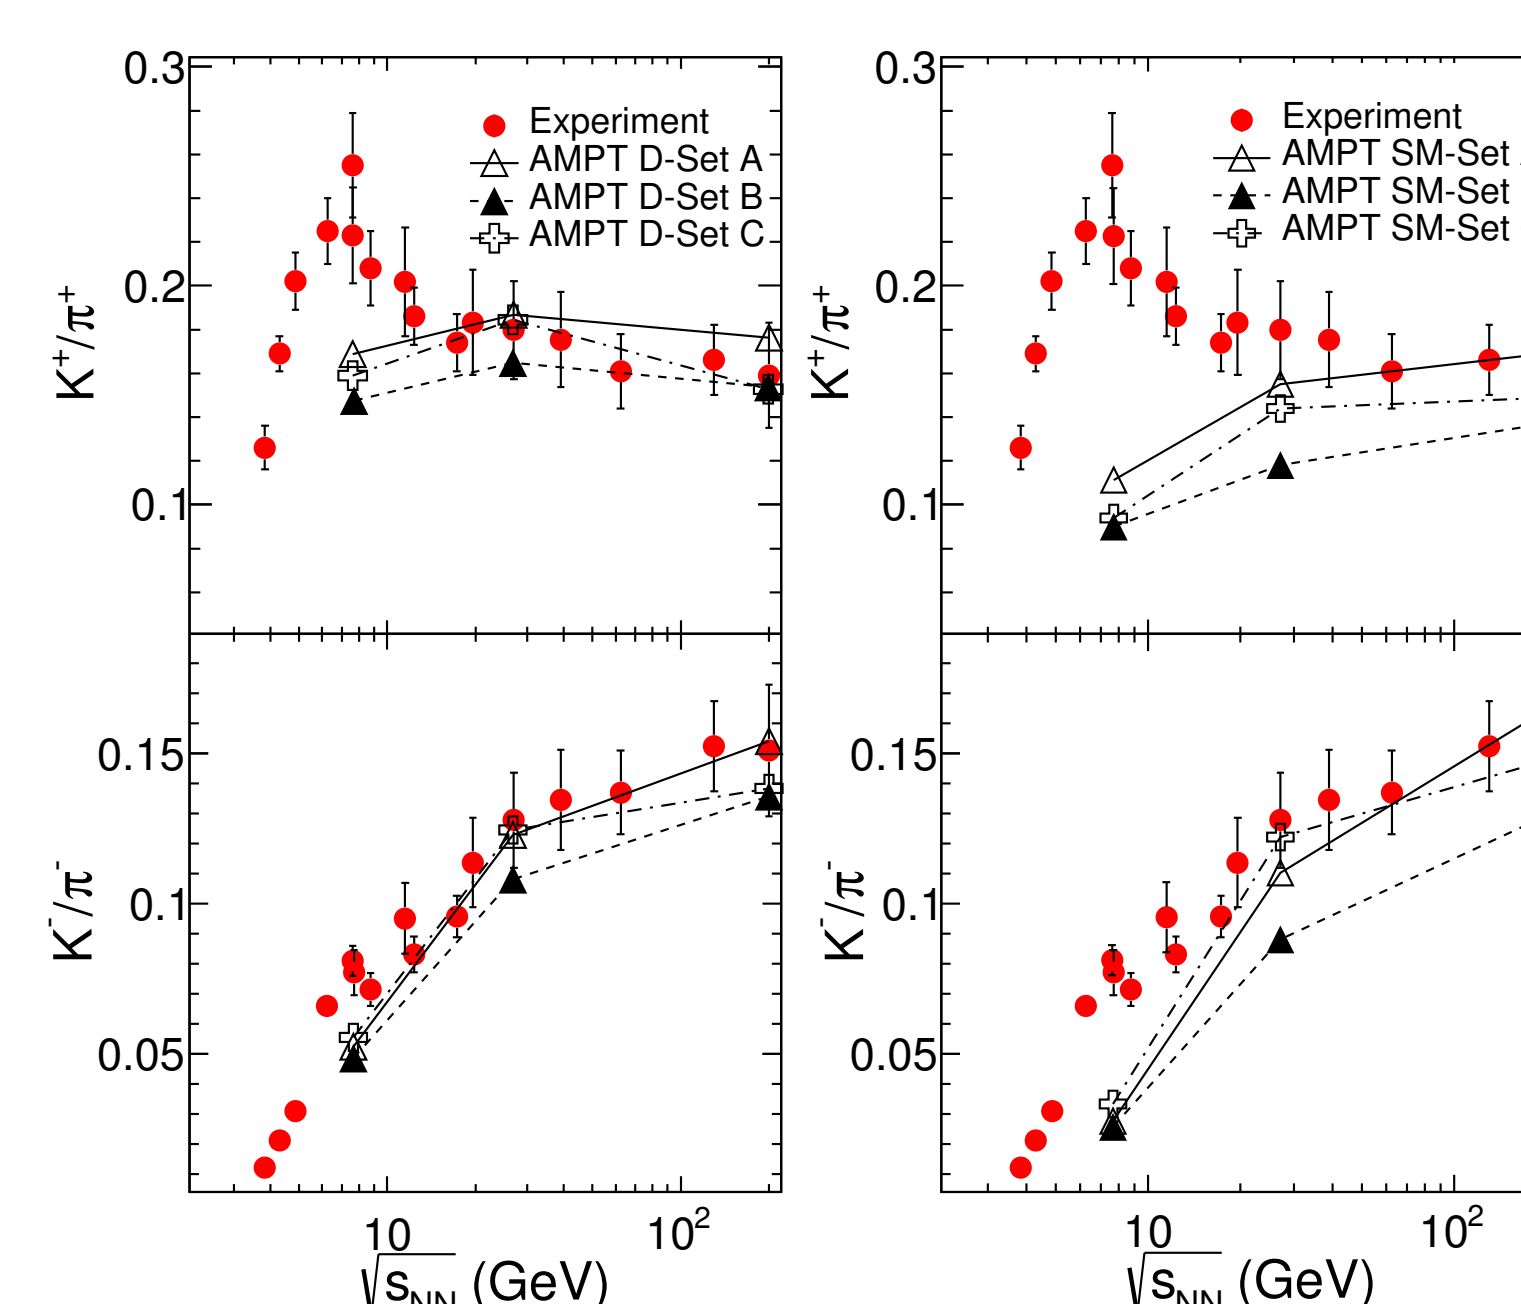 0.3
Experiment
AMPT D-Set A
AMPT D-Set B
AMPT D-Set C
0.2
0.1
K⁺/π⁺
0.15
0.1
0.05
K⁻/π⁻
10
10²
√sNN (GeV)
0.3
Experiment
AMPT SM-Set
AMPT SM-Set
AMPT SM-Set
0.2
0.1
K⁺/π⁺
0.15
0.1
0.05
K⁻/π⁻
10
10²
√sNN (GeV)